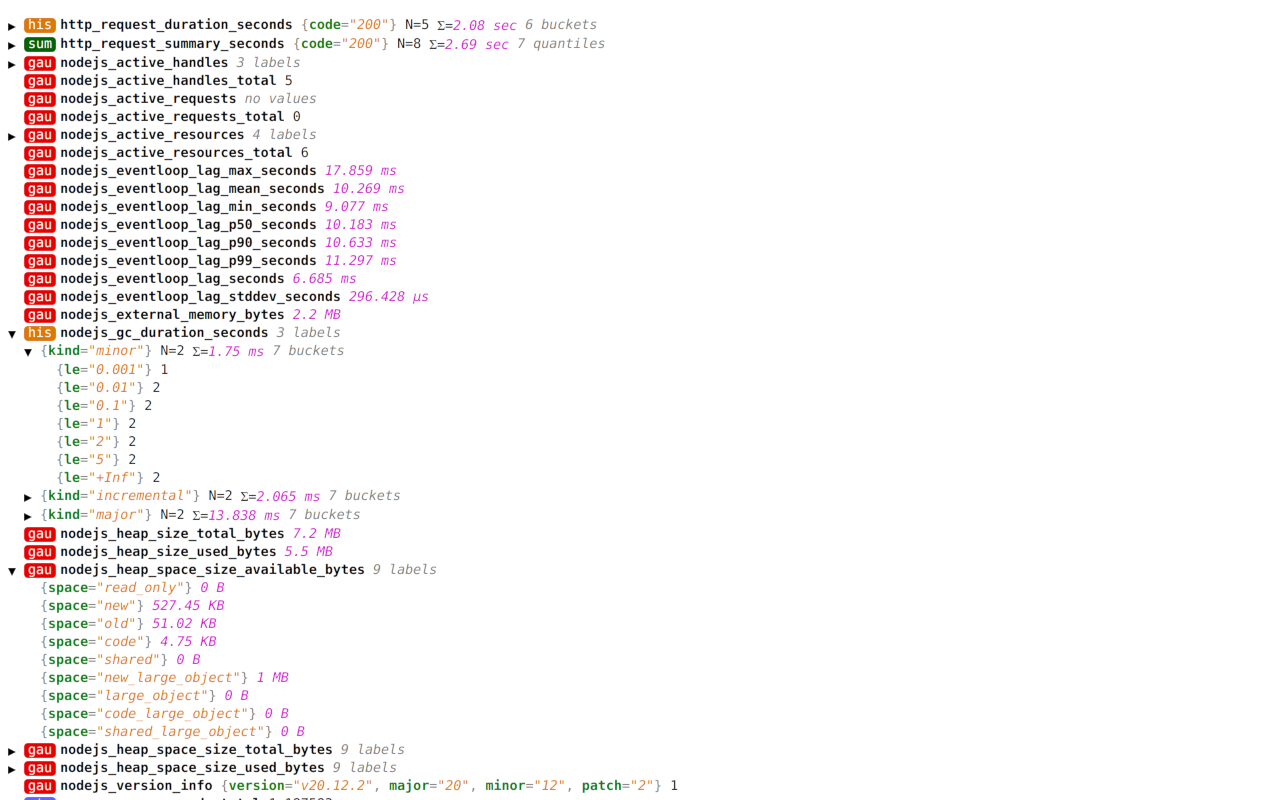 ▶ his http_request_duration_seconds {code="200"} N=5 Σ=2.08 sec 6 buckets
▶ sum http_request_summary_seconds {code="200"} N=8 Σ=2.69 sec 7 quantiles
▶ gau nodejs_active_handles 3 labels
gau nodejs_active_handles_total 5
gau nodejs_active_requests no values
gau nodejs_active_requests_total 0
▶ gau nodejs_active_resources 4 labels
gau nodejs_active_resources_total 6
gau nodejs_eventloop_lag_max_seconds 17.859 ms
gau nodejs_eventloop_lag_mean_seconds 10.269 ms
gau nodejs_eventloop_lag_min_seconds 9.077 ms
gau nodejs_eventloop_lag_p50_seconds 10.183 ms
gau nodejs_eventloop_lag_p90_seconds 10.633 ms
gau nodejs_eventloop_lag_p99_seconds 11.297 ms
gau nodejs_eventloop_lag_seconds 6.685 ms
gau nodejs_eventloop_lag_stddev_seconds 296.428 µs
gau nodejs_external_memory_bytes 2.2 MB
▼ his nodejs_gc_duration_seconds 3 labels
▼ {kind="minor"} N=2 Σ=1.75 ms 7 buckets
{le="0.001"} 1
{le="0.01"} 2
{le="0.1"} 2
{le="1"} 2
{le="2"} 2
{le="5"} 2
{le="+Inf"} 2
▶ {kind="incremental"} N=2 Σ=2.065 ms 7 buckets
▶ {kind="major"} N=2 Σ=13.838 ms 7 buckets
gau nodejs_heap_size_total_bytes 7.2 MB
gau nodejs_heap_size_used_bytes 5.5 MB
▼ gau nodejs_heap_space_size_available_bytes 9 labels
{space="read_only"} 0 B
{space="new"} 527.45 KB
{space="old"} 51.02 KB
{space="code"} 4.75 KB
{space="shared"} 0 B
{space="new_large_object"} 1 MB
{space="large_object"} 0 B
{space="code_large_object"} 0 B
{space="shared_large_object"} 0 B
▶ gau nodejs_heap_space_size_total_bytes 9 labels
▶ gau nodejs_heap_space_size_used_bytes 9 labels
gau nodejs_version_info {version="v20.12.2", major="20", minor="12", patch="2"} 1